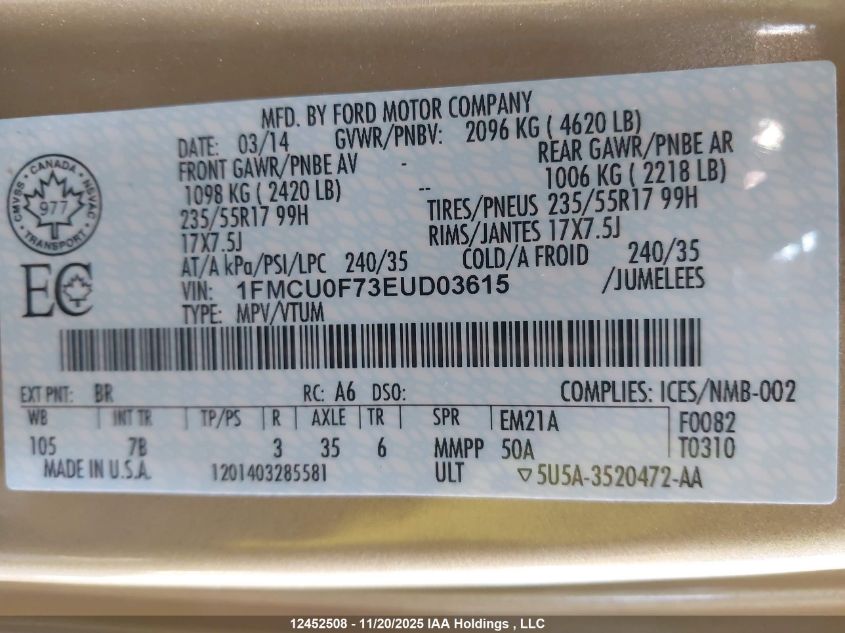 MFD. BY FORD MOTOR COMPANY
DATE: 03/14 GVWR/PNBV: 2096 KG ( 4620 LB)
FRONT GAWR/PNBE AV - REAR GAWR/PNBE AR
1098 KG ( 2420 LB) -- 1006 KG ( 2218 LB)
235/55R17 99H TIRES/PNEUS 235/55R17 99H
17X7.5J RIMS/JANTES 17X7.5J
AT/A kPa/PSI/LPC 240/35 COLD/A FROID 240/35
VIN: 1FMCU0F73EUD03615 /JUMELEES
TYPE: MPV/VTUM
CMVSS · CANADA · NSVAC
977
TRANSPORT
EC
EXT PNT: BR RC: A6 DSO: COMPLIES: ICES/NMB-002
WB INT TR TP/PS R AXLE TR SPR EM21A F0082
105 7B 3 35 6 MMPP 50A T0310
MADE IN U.S.A. 1201403285581 ULT ▽5U5A-3520472-AA
12452508 - 11/20/2025 IAA Holdings , LLC